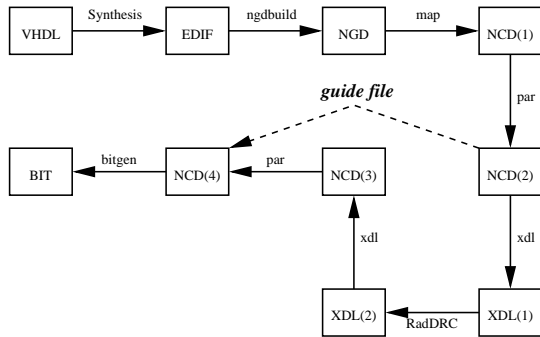 VHDL
Synthesis
EDIF
ngdbuild
NGD
map
NCD(1)
par
guide file
BIT
bitgen
NCD(4)
par
NCD(3)
NCD(2)
xdl
xdl
XDL(2)
RadDRC
XDL(1)